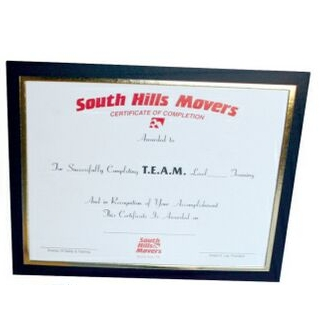 South Hills Movers
CERTIFICATE OF COMPLETION
Awarded to
For Successfully Completing T.E.A.M. Level____ Training
And in Recognition of Your Accomplishment
This Certificate Is Awarded on
South
Hills
Movers